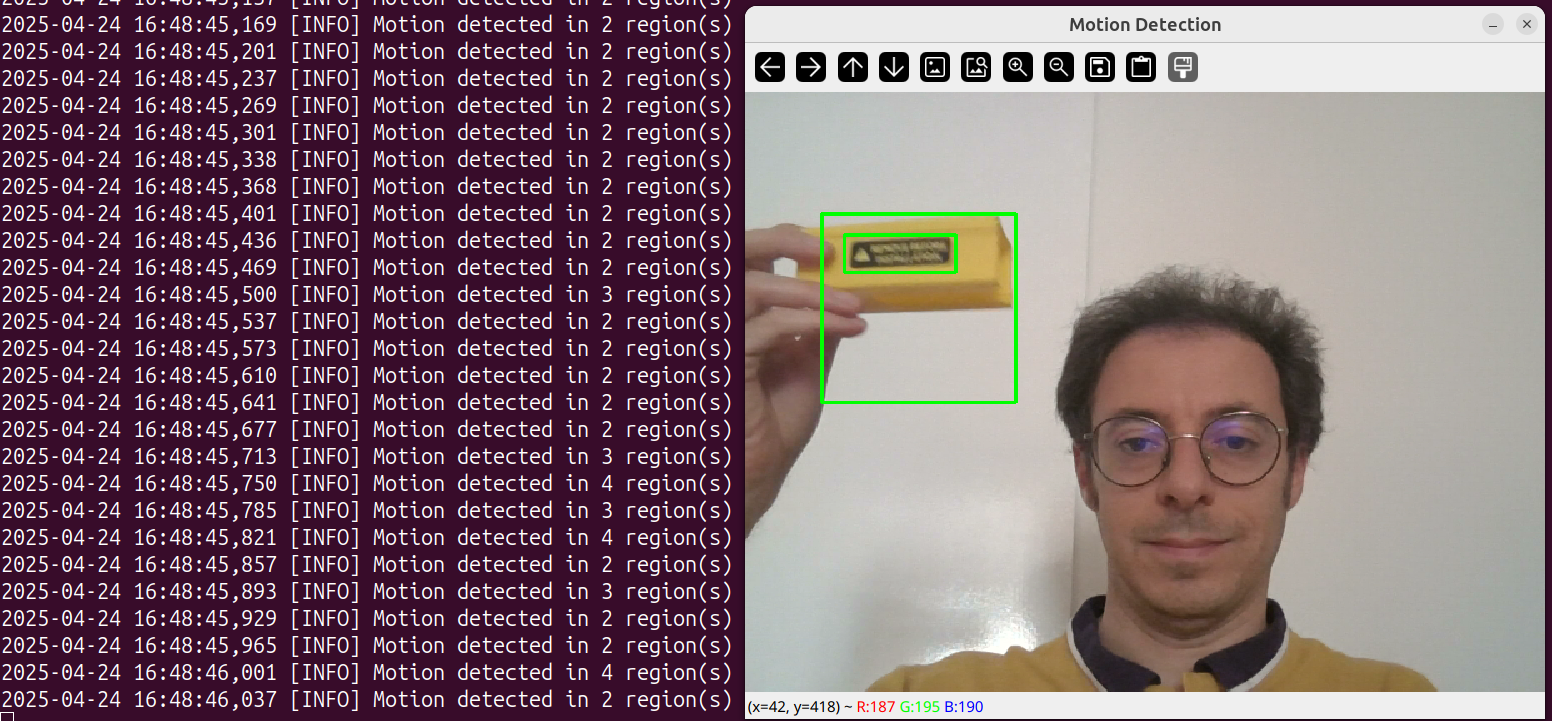 2025-04-24 16:48:45,137 [INFO] Motion detected in 2 region(s)
2025-04-24 16:48:45,169 [INFO] Motion detected in 2 region(s)
2025-04-24 16:48:45,201 [INFO] Motion detected in 2 region(s)
2025-04-24 16:48:45,237 [INFO] Motion detected in 2 region(s)
2025-04-24 16:48:45,269 [INFO] Motion detected in 2 region(s)
2025-04-24 16:48:45,301 [INFO] Motion detected in 2 region(s)
2025-04-24 16:48:45,338 [INFO] Motion detected in 2 region(s)
2025-04-24 16:48:45,368 [INFO] Motion detected in 2 region(s)
2025-04-24 16:48:45,401 [INFO] Motion detected in 2 region(s)
2025-04-24 16:48:45,436 [INFO] Motion detected in 2 region(s)
2025-04-24 16:48:45,469 [INFO] Motion detected in 2 region(s)
2025-04-24 16:48:45,500 [INFO] Motion detected in 3 region(s)
2025-04-24 16:48:45,537 [INFO] Motion detected in 2 region(s)
2025-04-24 16:48:45,573 [INFO] Motion detected in 2 region(s)
2025-04-24 16:48:45,610 [INFO] Motion detected in 2 region(s)
2025-04-24 16:48:45,641 [INFO] Motion detected in 2 region(s)
2025-04-24 16:48:45,677 [INFO] Motion detected in 2 region(s)
2025-04-24 16:48:45,713 [INFO] Motion detected in 3 region(s)
2025-04-24 16:48:45,750 [INFO] Motion detected in 4 region(s)
2025-04-24 16:48:45,785 [INFO] Motion detected in 3 region(s)
2025-04-24 16:48:45,821 [INFO] Motion detected in 4 region(s)
2025-04-24 16:48:45,857 [INFO] Motion detected in 2 region(s)
2025-04-24 16:48:45,893 [INFO] Motion detected in 3 region(s)
2025-04-24 16:48:45,929 [INFO] Motion detected in 2 region(s)
2025-04-24 16:48:45,965 [INFO] Motion detected in 2 region(s)
2025-04-24 16:48:46,001 [INFO] Motion detected in 4 region(s)
2025-04-24 16:48:46,037 [INFO] Motion detected in 2 region(s)
Motion Detection
(x=42, y=418) ~ R:187 G:195 B:190